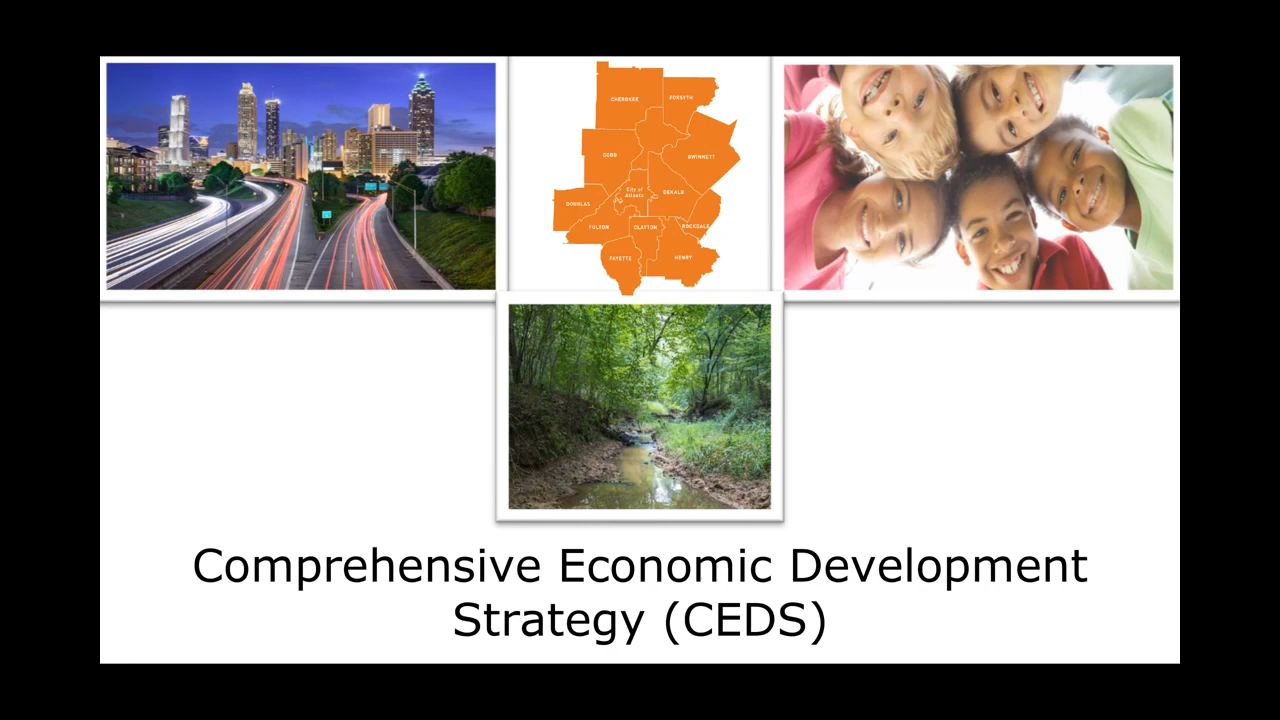 CHEROKEE
FORSYTH
COBB
GWINNETT
City of
Atlanta
DEKALB
DOUGLAS
FULTON
CLAYTON
ROCKDALE
FAYETTE
HENRY
Comprehensive Economic Development
Strategy (CEDS)